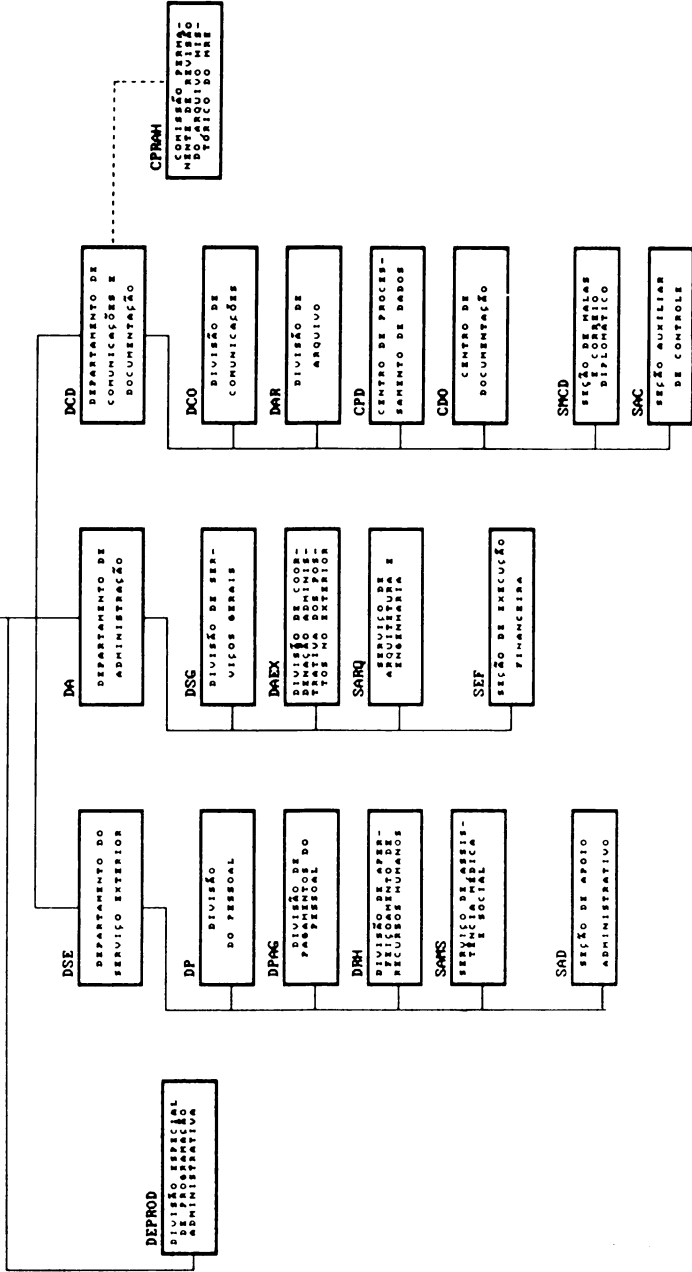 DEPROD
DIVISÃO ESPECIAL
DE PROGRAMAÇÃO
ADMINISTRATIVA
DSE
DEPARTAMENTO DO
SERVIÇO EXTERIOR
DP
DIVISÃO
DO PESSOAL
DPAG
DIVISÃO DE
PAGAMENTOS DO
PESSOAL
DRH
DIVISÃO DE APER-
FEIÇOAMENTO DE
RECURSOS HUMANOS
SAMS
SERVIÇO DE ASSIS-
TÊNCIA MÉDICA
E SOCIAL
SAD
SEÇÃO DE APOIO
ADMINISTRATIVO
DA
DEPARTAMENTO DE
ADMINISTRAÇÃO
DSG
DIVISÃO DE SER-
VIÇOS GERAIS
DAEX
DIVISÃO DE COOR-
DENAÇÃO ADMINIS-
TRATIVA DOS POS-
TOS NO EXTERIOR
SARQ
SERVIÇO DE
ARQUITETURA E
ENGENHARIA
SEF
SEÇÃO DE EXECUÇÃO
FINANCEIRA
DCD
DEPARTAMENTO DE
COMUNICAÇÕES E
DOCUMENTAÇÃO
DCO
DIVISÃO DE
COMUNICAÇÕES
DAR
DIVISÃO DE
ARQUIVO
CPD
CENTRO DE PROCES-
SAMENTO DE DADOS
CDO
CENTRO DE
DOCUMENTAÇÃO
SMCD
SEÇÃO DE MALAS
E CORREIO
DIPLOMÁTICO
SAC
SEÇÃO AUXILIAR
DE CONTROLE
CPRAH
COMISSÃO PERMA-
NENTE DE REVISÃO
DO ARQUIVO HIS-
TÓRICO DO MRE